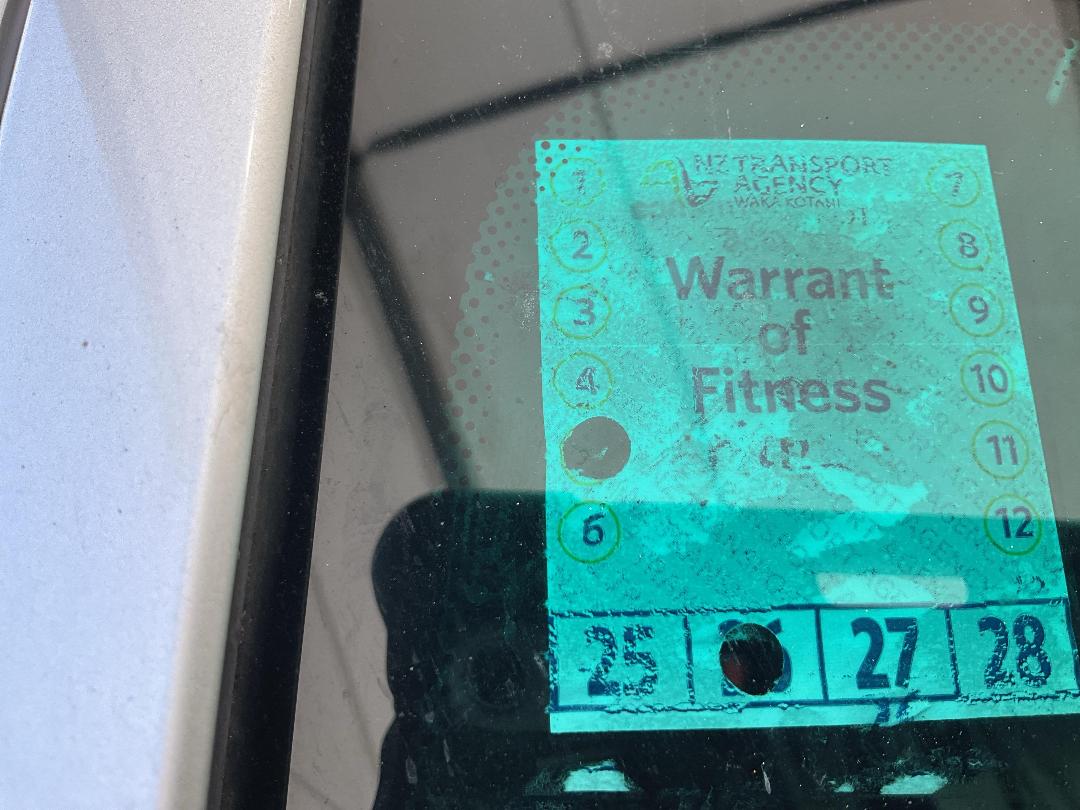 NZ TRANSPORT
AGENCY
WAKA KOTAHI
1
7
2
8
3
9
4
10
11
6
12
Warrant
of
Fitness
25
27
28